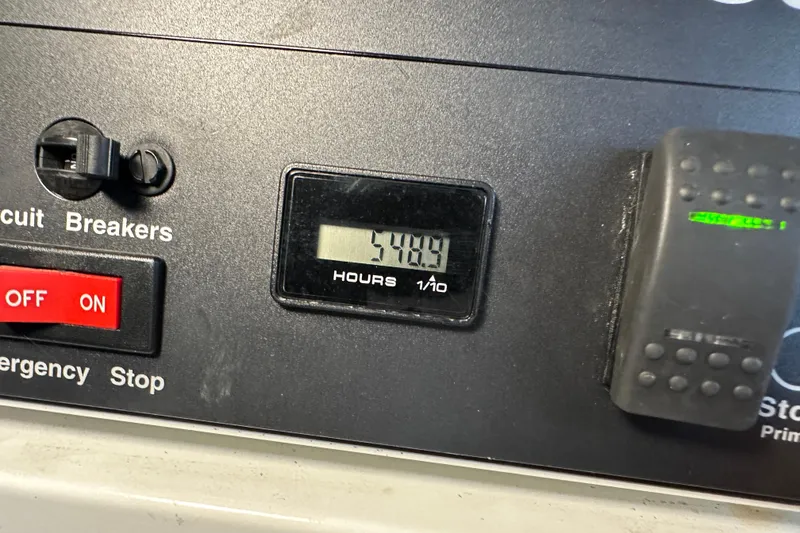 cuit Breakers
OFF ON
ergency Stop
548.9
HOURS 1/10
Sto
Prim